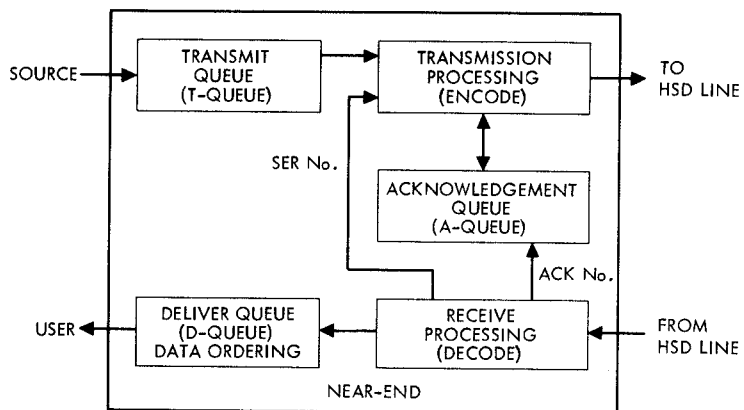 SOURCE
TRANSMIT
QUEUE
(T-QUEUE)
TRANSMISSION
PROCESSING
(ENCODE)
TO
HSD LINE
SER No.
ACKNOWLEDGEMENT
QUEUE
(A-QUEUE)
ACK No.
USER
DELIVER QUEUE
(D-QUEUE)
DATA ORDERING
RECEIVE
PROCESSING
(DECODE)
FROM
HSD LINE
NEAR-END